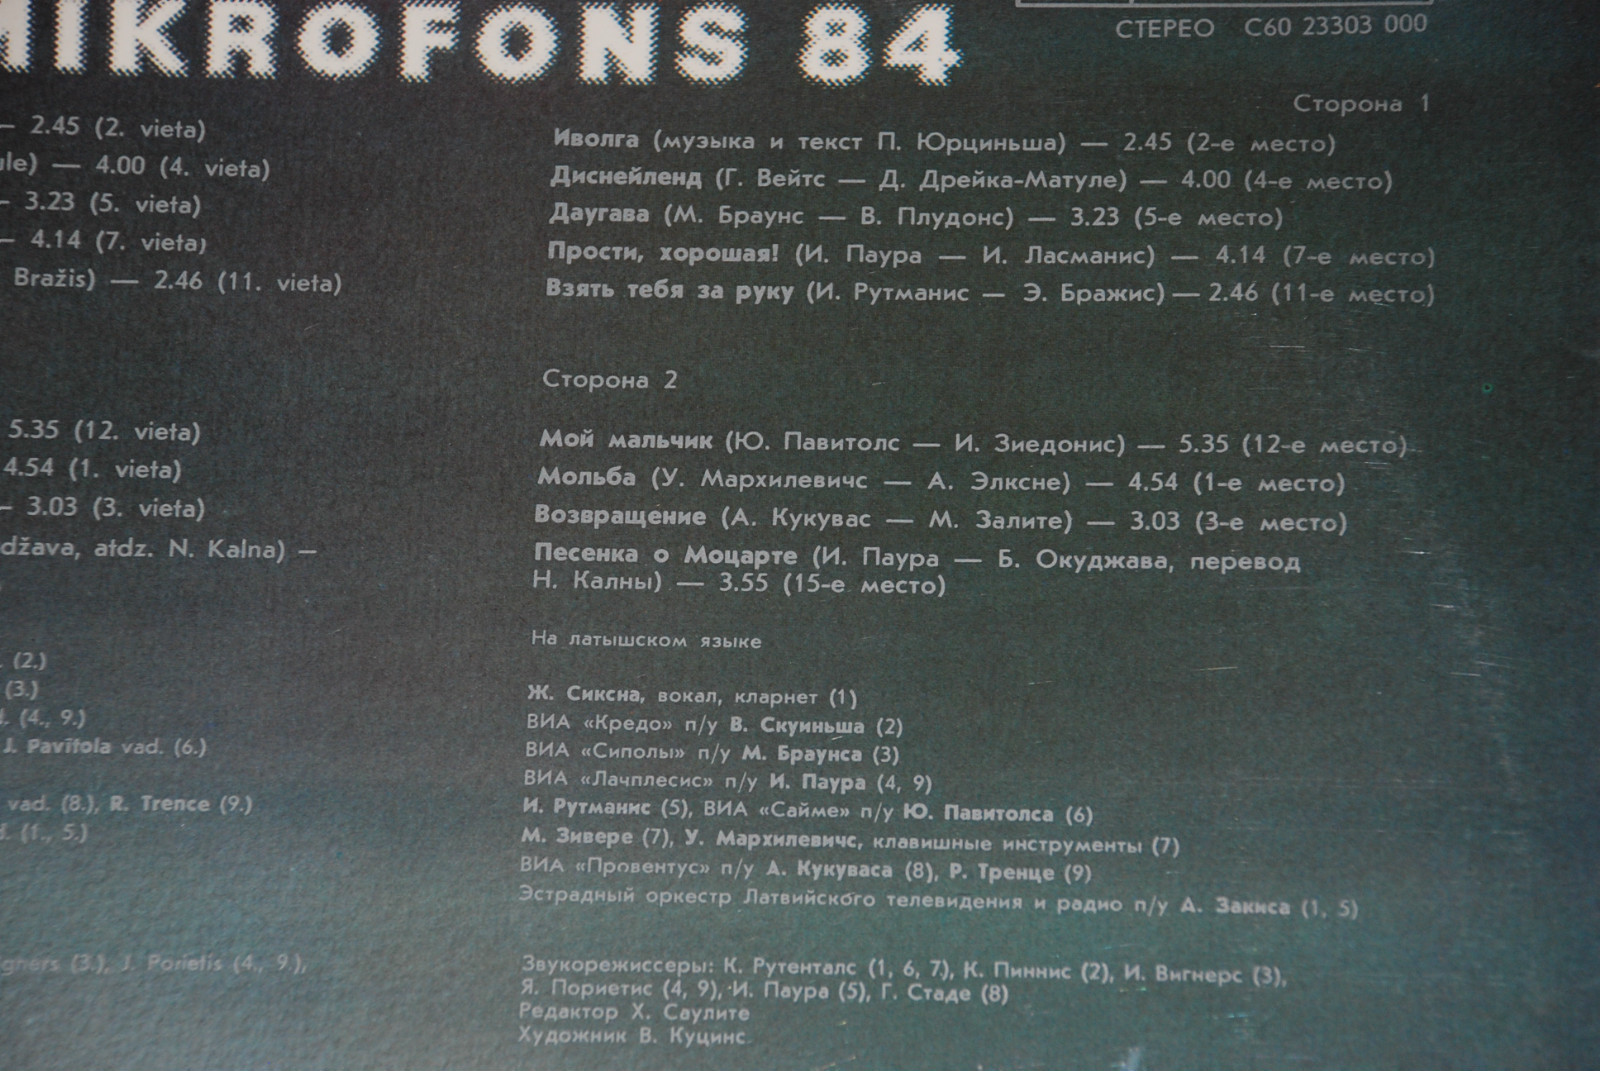 MIKROFONS 84
СТЕРЕО С60 23303 000
— 2.45 (2. vieta)
— 4.00 (4. vieta)
— 3.23 (5. vieta)
— 4.14 (7. vieta)
Bražis) — 2.46 (11. vieta)
5.35 (12. vieta)
4.54 (1. vieta)
— 3.03 (3. vieta)
atdz. N. Kalna) —
(2.)
(3.)
(4., 9.)
J. Pavītola vad. (6.)
vad. (8.), R. Trence (9.)
(1., 5.)
(3.), J. Porietis (4., 9.),
Сторона 1
Иволга (музыка и текст П. Юрциньша) — 2.45 (2-е место)
Диснейленд (Г. Вейтс — Д. Дрейка-Матуле) — 4.00 (4-е место)
Даугава (М. Браунс — В. Плудонс) — 3.23 (5-е место)
Прости, хорошая! (И. Паура — И. Ласманис) — 4.14 (7-е место)
Взять тебя за руку (И. Рутманис — Э. Бражис) — 2.46 (11-е место)
Сторона 2
Мой мальчик (Ю. Павитолс — И. Зиедонис) — 5.35 (12-е место)
Мольба (У. Мархилевичс — А. Элксне) — 4.54 (1-е место)
Возвращение (А. Кукувас — М. Залите) — 3.03 (3-е место)
Песенка о Моцарте (И. Паура — Б. Окуджава, перевод
Н. Калны) — 3.55 (15-е место)
На латышском языке
Ж. Сиксна, вокал, кларнет (1)
ВИА «Кредо» п/у В. Скуиньша (2)
ВИА «Сиполы» п/у М. Браунса (3)
ВИА «Лачплесис» п/у И. Паура (4, 9)
И. Рутманис (5), ВИА «Сайме» п/у Ю. Павитолса (6)
М. Зивере (7), У. Мархилевичс, клавишные инструменты (7)
ВИА «Провентус» п/у А. Кукуваса (8), Р. Тренце (9)
Эстрадный оркестр Латвийского телевидения и радио п/у А. Закиса (1, 5)
Звукорежиссеры: К. Рутенталс (1, 6, 7), К. Пиннис (2), И. Вигнерс (3),
Я. Пориетис (4, 9), И. Паура (5), Г. Стаде (8)
Редактор Х. Саулите
Художник В. Куцинс